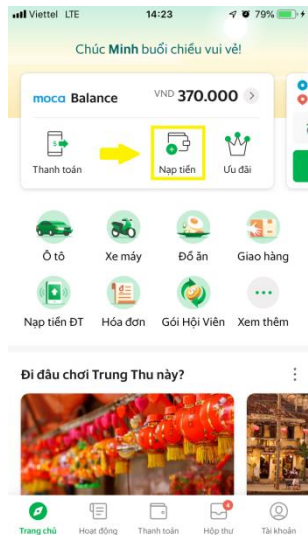 Viettel LTE 14:23 79%
Chúc Minh buổi chiều vui vẻ!
moca Balance VND 370.000
Thanh toán Nạp tiền Ưu đãi
Ô tô Xe máy Đồ ăn Giao hàng
Nạp tiền ĐT Hóa đơn Gói Hội Viên Xem thêm
Đi đâu chơi Trung Thu này?
Trang chủ Hoạt động Thanh toán Hộp thư Tài khoản